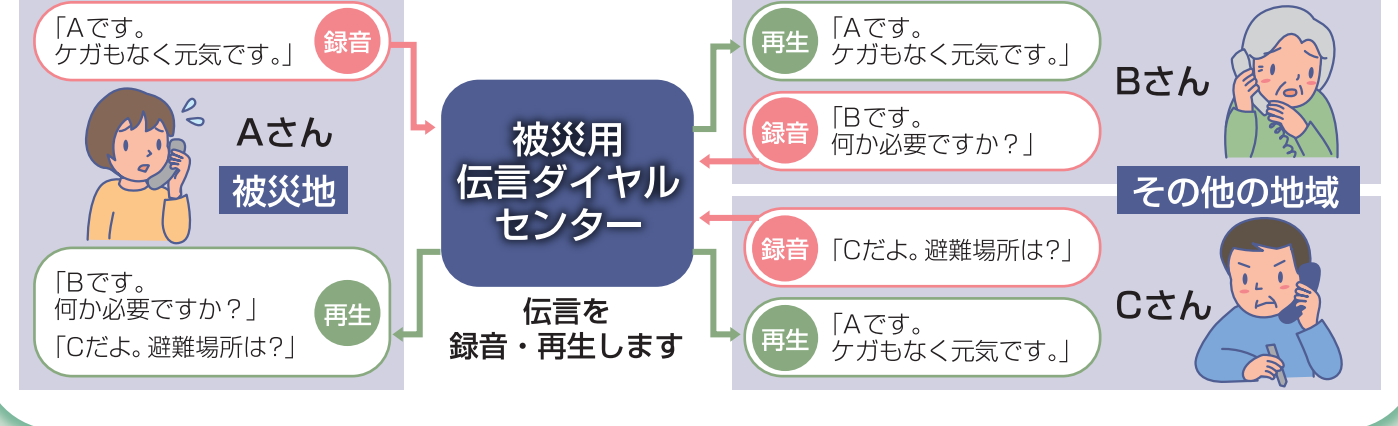 「Aです。
ケガもなく元気です。」
録音
Aさん
被災地
「Bです。
何か必要ですか？」
「Cだよ。避難場所は?」
再生
被災用
伝言ダイヤル
センター
伝言を
録音・再生します
再生
「Aです。
ケガもなく元気です。」
録音
「Bです。
何か必要ですか？」
Bさん
その他の地域
録音
「Cだよ。避難場所は?」
再生
「Aです。
ケガもなく元気です。」
Cさん